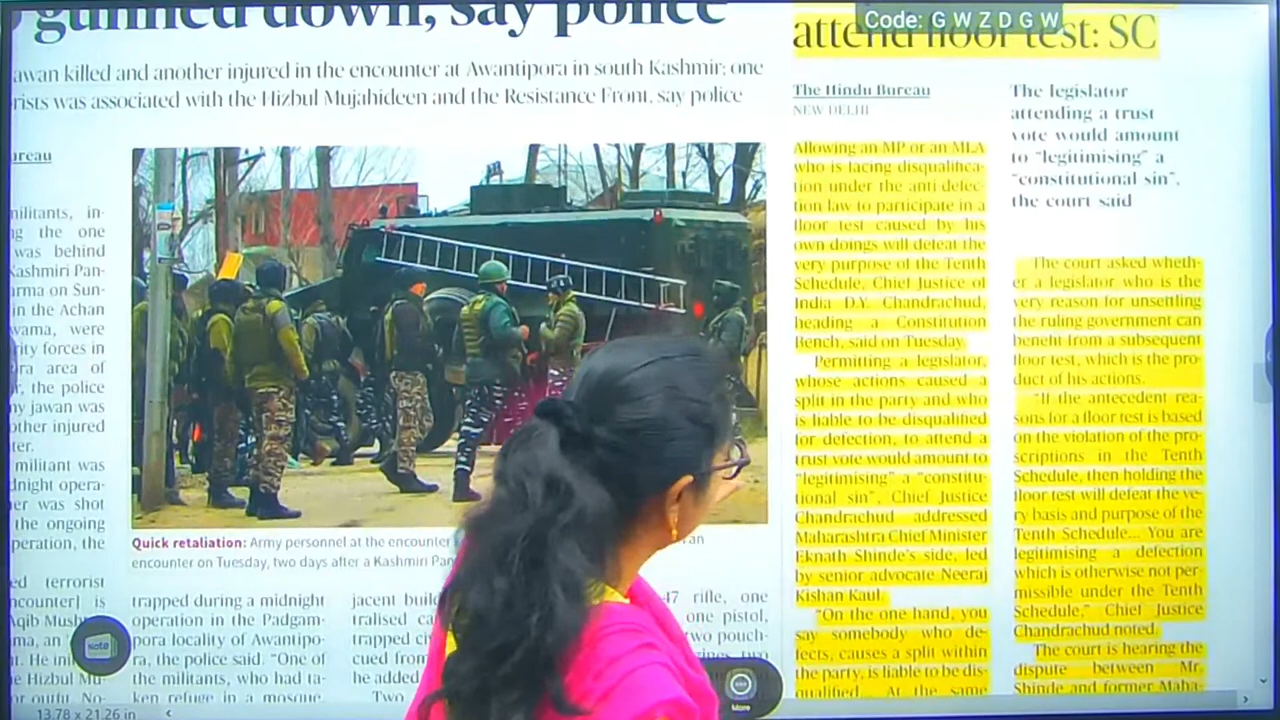 gunned down, say police
awan killed and another injured in the encounter at Awantipora in south Kashmir; one
rists was associated with the Hizbul Mujahideen and the Resistance Front, say police
ureau
militants, in-
ng the one
was behind
Kashmiri Pan-
arma on Sun-
in the Achan
wama, were
rity forces in
ora area of
r, the police
my jawan was
other injured
ter.
militant was
dnight opera-
er was shot
the ongoing
peration, the
ed terrorist
ncounter] is
Aqib Mush
ma, an
t. He ini
e Hizbul Mu-
r outfit No-
Quick retaliation: Army personnel at the encounter
encounter on Tuesday, two days after a Kashmiri Pan
an
trapped during a midnight
operation in the Padgam-
pora locality of Awantipo-
ra, the police said. "One of
the militants, who had ta-
ken refuge in a mosque,
jacent build
tralised ca
trapped civ
cued from
he added
Two
47 rifle, one
one pistol,
two pouch-
Code: G W Z D G W
attend floor test: SC
The Hindu Bureau
NEW DELHI
Allowing an MP or an MLA
who is facing disqualifica-
tion under the anti defec-
tion law to participate in a
floor test caused by his
own doings will defeat the
very purpose of the Tenth
Schedule, Chief Justice of
India D.Y. Chandrachud,
heading a Constitution
Bench, said on Tuesday.
Permitting a legislator,
whose actions caused a
split in the party and who
is liable to be disqualified
for defection, to attend a
trust vote would amount to
"legitimising" a "constitu-
tional sin", Chief Justice
Chandrachud addressed
Maharashtra Chief Minister
Eknath Shinde's side, led
by senior advocate Neeraj
Kishan Kaul.
"On the one hand, you
say somebody who de-
fects, causes a split within
the party, is liable to be dis-
qualified. At the same
The legislator
attending a trust
vote would amount
to "legitimising" a
"constitutional sin",
the court said
The court asked wheth-
er a legislator who is the
very reason for unsettling
the ruling government can
benefit from a subsequent
floor test, which is the pro-
duct of his actions.
"If the antecedent rea-
sons for a floor test is based
on the violation of the pro-
scriptions in the Tenth
Schedule, then holding the
floor test will defeat the ve-
ry basis and purpose of the
Tenth Schedule... You are
legitimising a defection
which is otherwise not per-
missible under the Tenth
Schedule," Chief Justice
Chandrachud noted.
The court is hearing the
dispute between Mr.
Shinde and former Maha-
note
More
13.78 x 21.26 in